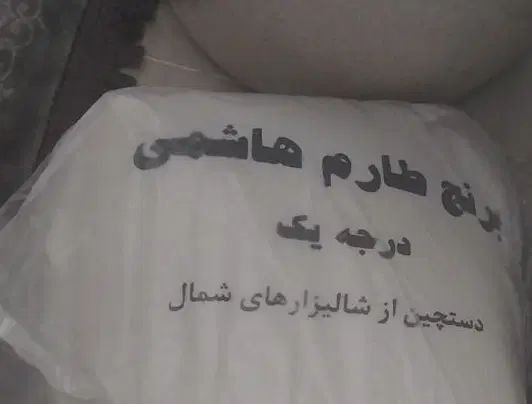 برنج طارم هاشمی
درجه یک
دستچین از شالیزارهای شمال